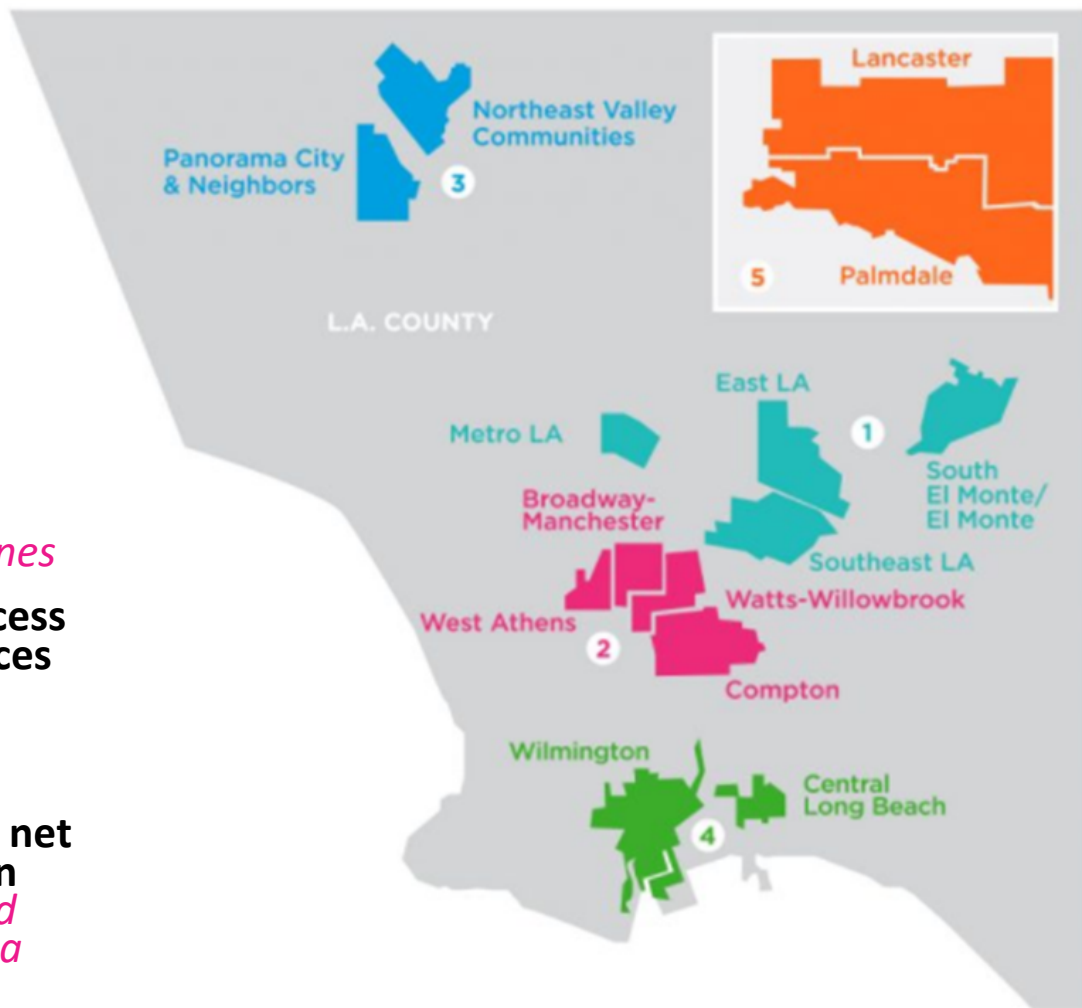 Lancaster
Northeast Valley
Communities
Panorama City
& Neighbors
3
5
Palmdale
L.A. COUNTY
East LA
Metro LA
1
South
El Monte/
El Monte
Broadway-
Manchester
Southeast LA
Watts-Willowbrook
West Athens
2
Compton
Wilmington
Central
Long Beach
4
nes
cess
ces
net
n
d
a